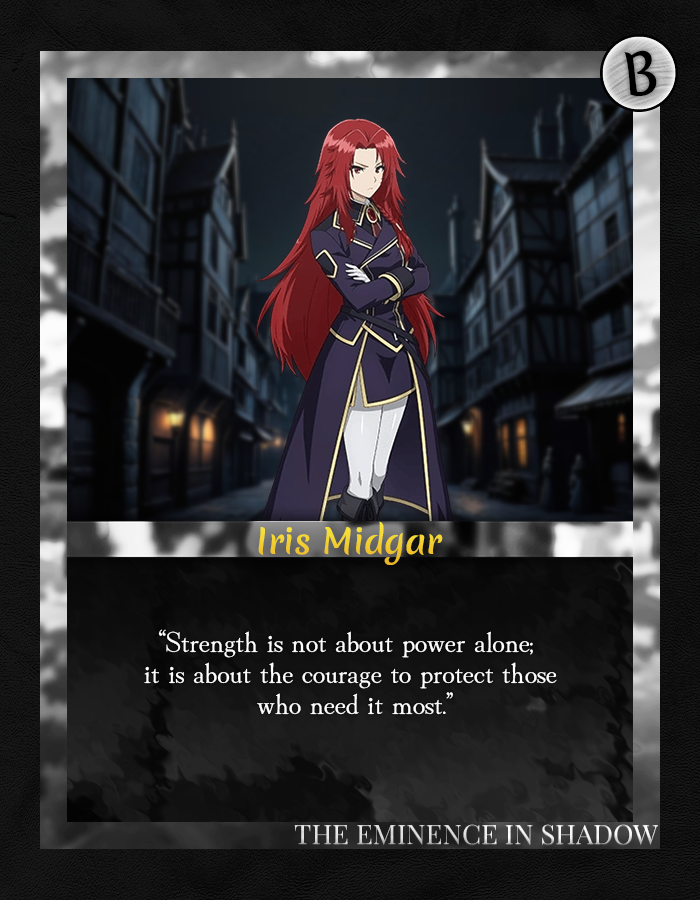 B
Iris Midgar
“Strength is not about power alone;
it is about the courage to protect those
who need it most.”
THE EMINENCE IN SHADOW